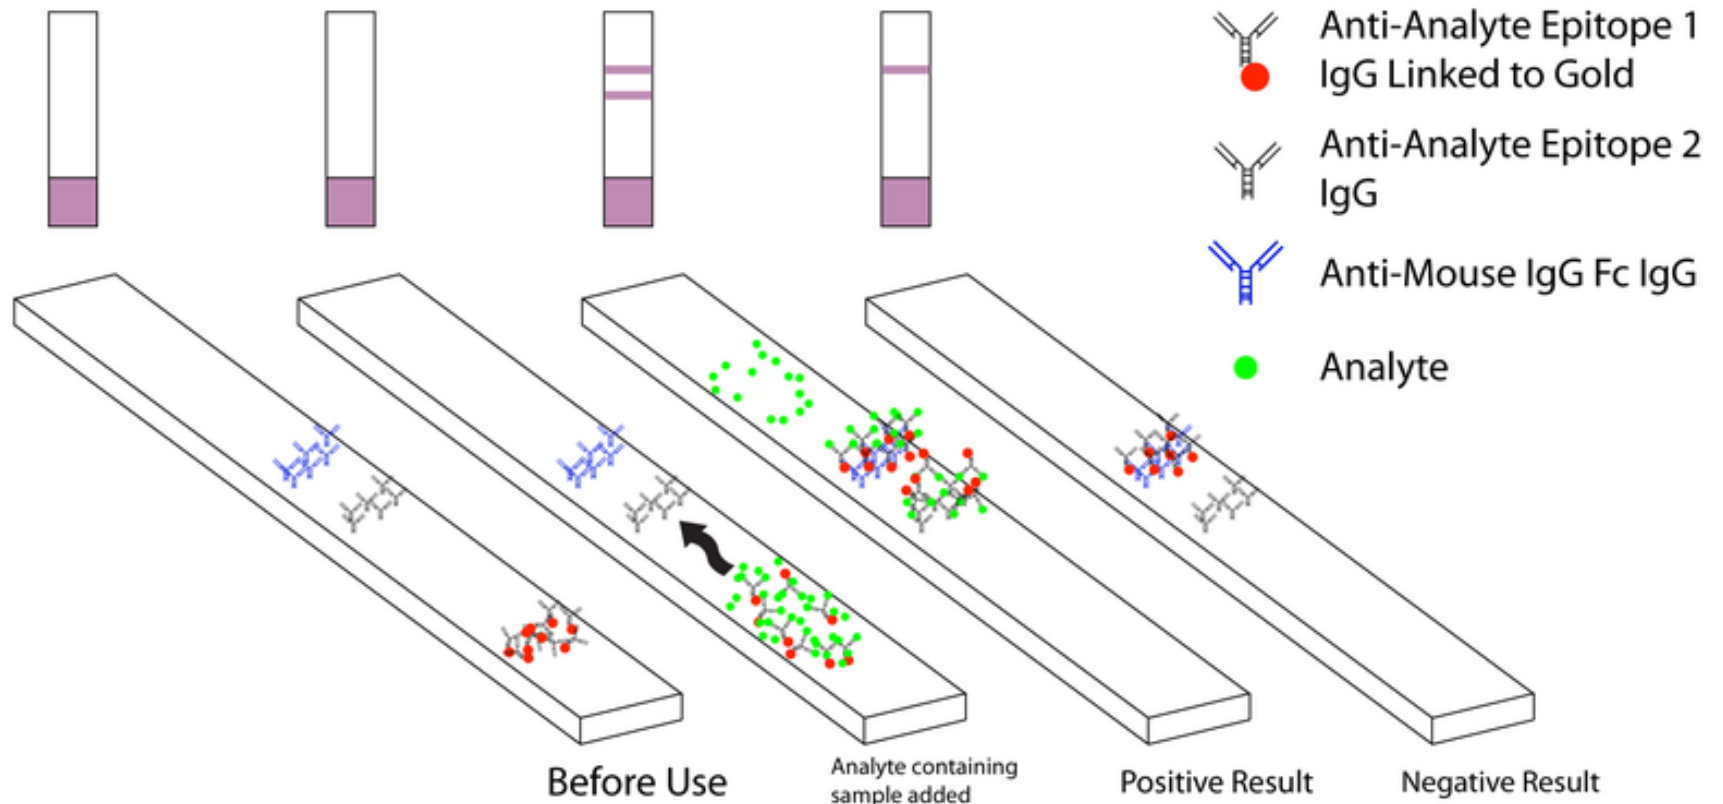 Anti-Analyte Epitope 1
IgG Linked to Gold
Anti-Analyte Epitope 2
IgG
Anti-Mouse IgG Fc IgG
Analyte
Before Use
Analyte containing
sample added
Positive Result
Negative Result